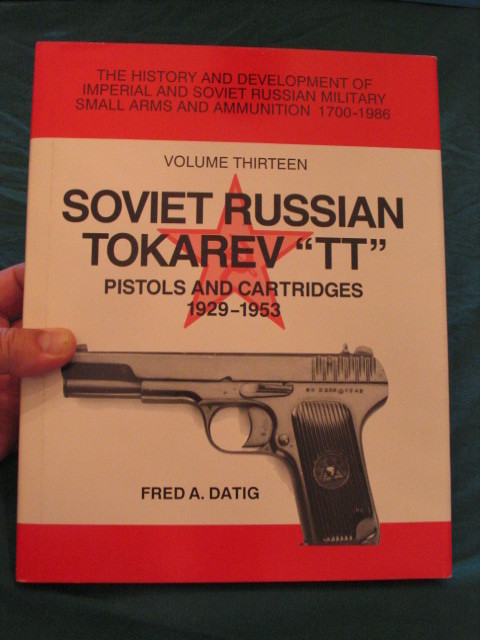 THE HISTORY AND DEVELOPMENT OF
IMPERIAL AND SOVIET RUSSIAN MILITARY
SMALL ARMS AND AMMUNITION 1700-1986
VOLUME THIRTEEN
SOVIET RUSSIAN
TOKAREV “TT”
PISTOLS AND CARTRIDGES
1929–1953
FRED A. DATIG